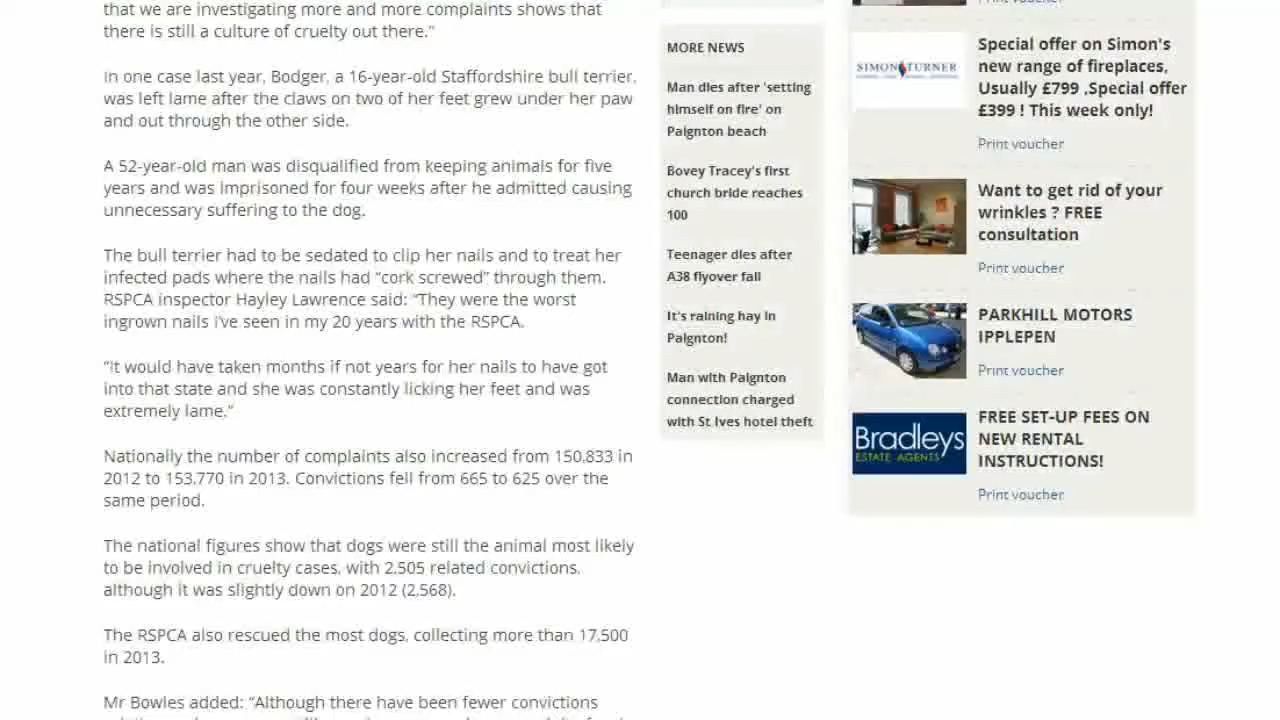 that we are investigating more and more complaints shows that
there is still a culture of cruelty out there.”
In one case last year, Bodger, a 16-year-old Staffordshire bull terrier,
was left lame after the claws on two of her feet grew under her paw
and out through the other side.
A 52-year-old man was disqualified from keeping animals for five
years and was imprisoned for four weeks after he admitted causing
unnecessary suffering to the dog.
The bull terrier had to be sedated to clip her nails and to treat her
infected pads where the nails had “cork screwed” through them.
RSPCA inspector Hayley Lawrence said: “They were the worst
ingrown nails I’ve seen in my 20 years with the RSPCA.
“It would have taken months if not years for her nails to have got
into that state and she was constantly licking her feet and was
extremely lame.”
Nationally the number of complaints also increased from 150,833 in
2012 to 153,770 in 2013. Convictions fell from 665 to 625 over the
same period.
The national figures show that dogs were still the animal most likely
to be involved in cruelty cases, with 2,505 related convictions,
although it was slightly down on 2012 (2,568).
The RSPCA also rescued the most dogs, collecting more than 17,500
in 2013.
Mr Bowles added: “Although there have been fewer convictions
MORE NEWS
Man dies after 'setting
himself on fire' on
Paignton beach
Bovey Tracey's first
church bride reaches
100
Teenager dies after
A38 flyover fall
It's raining hay in
Paignton!
Man with Paignton
connection charged
with St Ives hotel theft
Print voucher
SIMON TURNER
Special offer on Simon's
new range of fireplaces,
Usually £799 .Special offer
£399 ! This week only!
Print voucher
Want to get rid of your
wrinkles ? FREE
consultation
Print voucher
PARKHILL MOTORS
IPPLEPEN
Print voucher
Bradleys
ESTATE AGENTS
FREE SET-UP FEES ON
NEW RENTAL
INSTRUCTIONS!
Print voucher